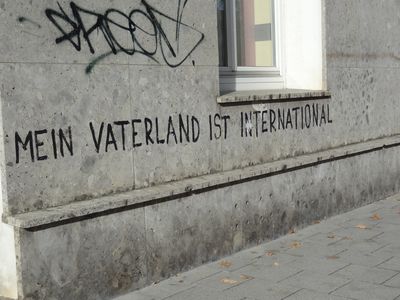 MEIN VATERLAND IST INTERNATIONAL